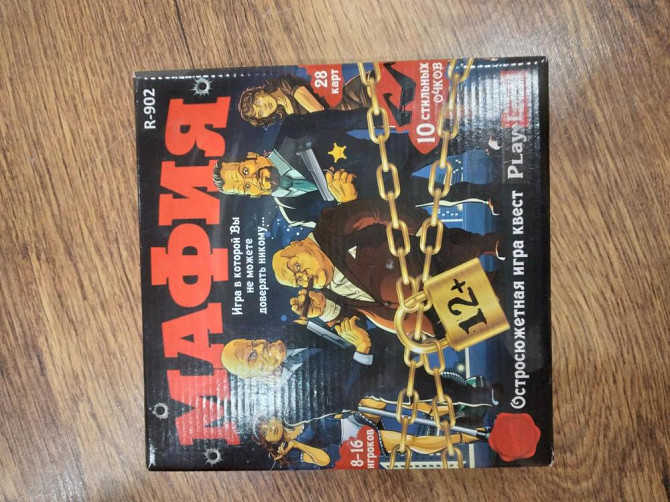 R-902
МАФИЯ
Игра в которой Вы
не можете
доверять никому...
28
карт
10 стильных
очков
8-16
игроков
12+
Остросюжетная игра квест